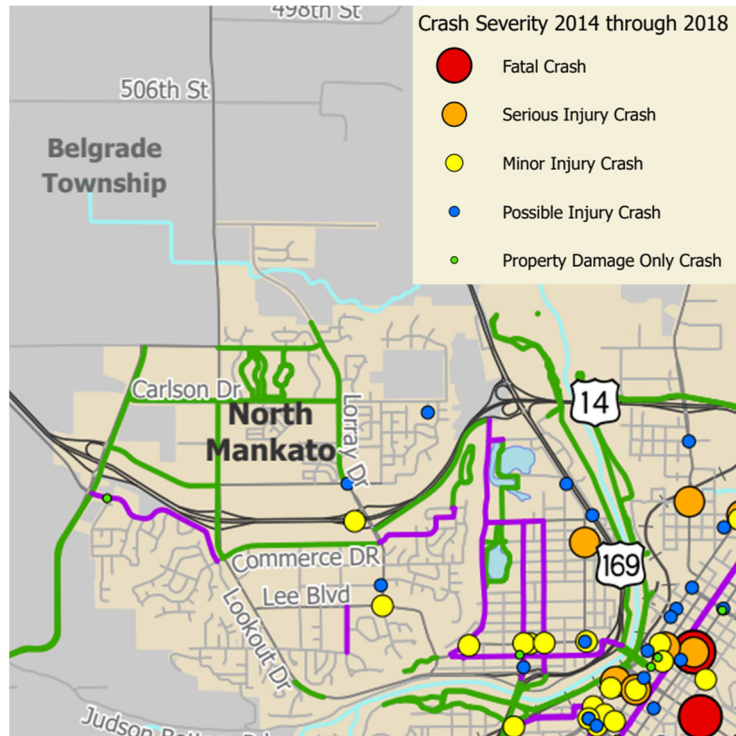 498th St
Crash Severity 2014 through 2018
Fatal Crash
506th St
Serious Injury Crash
Belgrade
Township
Minor Injury Crash
Possible Injury Crash
Property Damage Only Crash
Carlson Dr
14
North
Mankato
Lorray Dr
169
Commerce DR
Lee Blvd
Lookout Dr
Judson